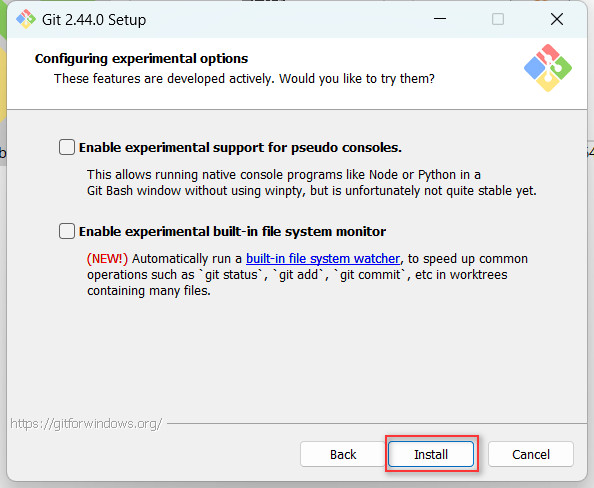 Git 2.44.0 Setup
Configuring experimental options
These features are developed actively. Would you like to try them?
Enable experimental support for pseudo consoles.
This allows running native console programs like Node or Python in a
Git Bash window without using winpty, but is unfortunately not quite stable yet.
Enable experimental built-in file system monitor
(NEW!) Automatically run a built-in file system watcher, to speed up common
operations such as `git status`, `git add`, `git commit`, etc in worktrees
containing many files.
https://gitforwindows.org/
Back Install Cancel